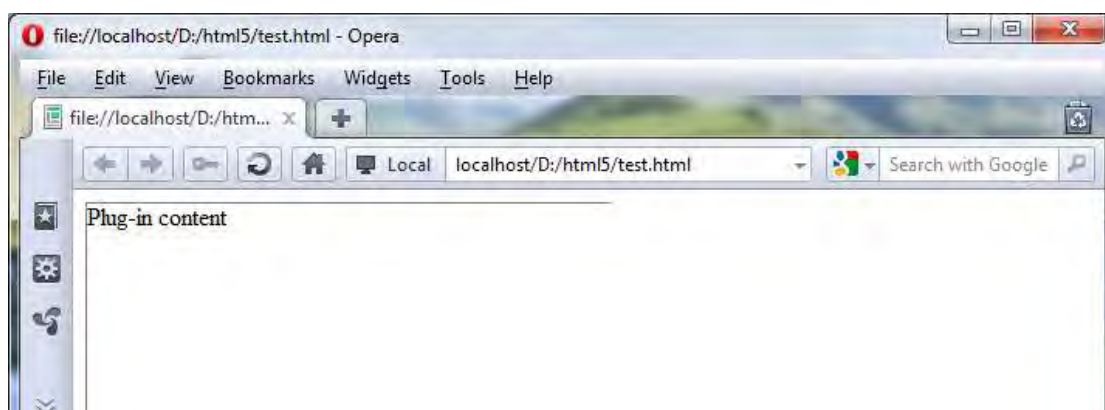 file://localhost/D:/html5/test.html - Opera
File Edit View Bookmarks Widgets Tools Help
file://localhost/D:/htm...
Local localhost/D:/html5/test.html Search with Google
Plug-in content